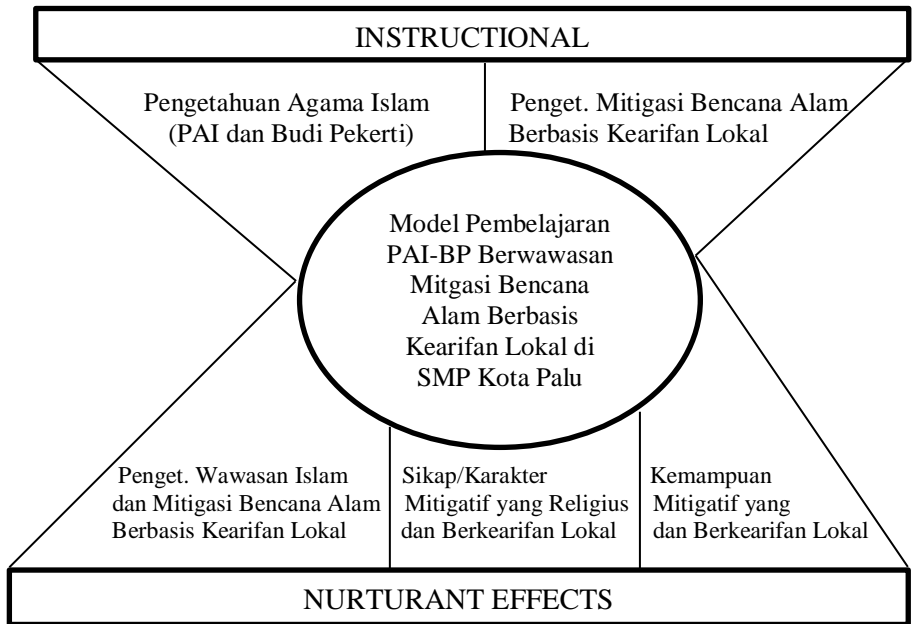 INSTRUCTIONAL
Pengetahuan Agama Islam
(PAI dan Budi Pekerti)
Penget. Mitigasi Bencana Alam
Berbasis Kearifan Lokal
Model Pembelajaran
PAI-BP Berwawasan
Mitgasi Bencana
Alam Berbasis
Kearifan Lokal di
SMP Kota Palu
Penget. Wawasan Islam
dan Mitigasi Bencana Alam
Berbasis Kearifan Lokal
Sikap/Karakter
Mitigatif yang Religius
dan Berkearifan Lokal
Kemampuan
Mitigatif yang
dan Berkearifan Lokal
NURTURANT EFFECTS